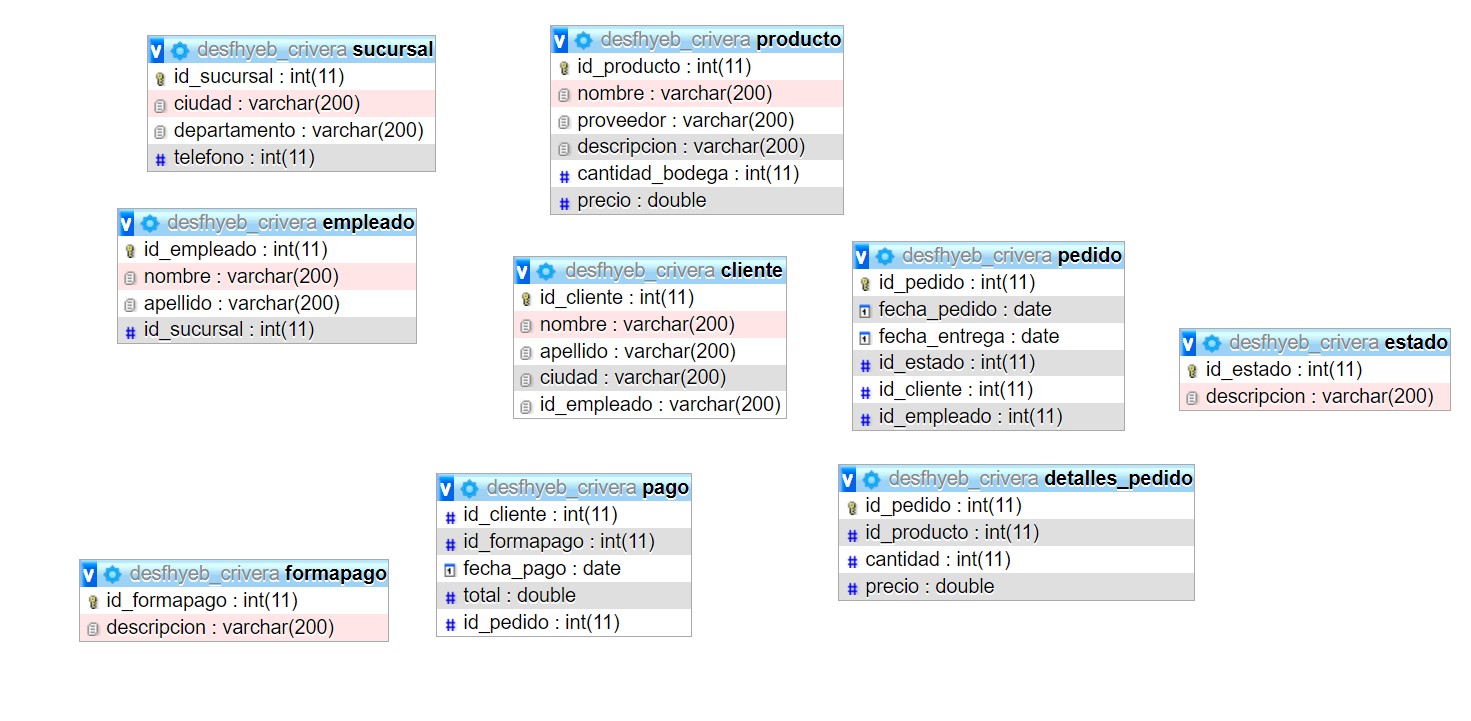 desfhyeb_crivera sucursal
id_sucursal : int(11)
ciudad : varchar(200)
departamento : varchar(200)
telefono : int(11)
desfhyeb_crivera producto
id_producto : int(11)
nombre : varchar(200)
proveedor : varchar(200)
descripcion : varchar(200)
cantidad_bodega : int(11)
precio : double
desfhyeb_crivera empleado
id_empleado : int(11)
nombre : varchar(200)
apellido : varchar(200)
id_sucursal : int(11)
desfhyeb_crivera cliente
id_cliente : int(11)
nombre : varchar(200)
apellido : varchar(200)
ciudad : varchar(200)
id_empleado : varchar(200)
desfhyeb_crivera pedido
id_pedido : int(11)
fecha_pedido : date
fecha_entrega : date
id_estado : int(11)
id_cliente : int(11)
id_empleado : int(11)
desfhyeb_crivera estado
id_estado : int(11)
descripcion : varchar(200)
desfhyeb_crivera formapago
id_formapago : int(11)
descripcion : varchar(200)
desfhyeb_crivera pago
id_cliente : int(11)
id_formapago : int(11)
fecha_pago : date
total : double
id_pedido : int(11)
desfhyeb_crivera detalles_pedido
id_pedido : int(11)
id_producto : int(11)
cantidad : int(11)
precio : double